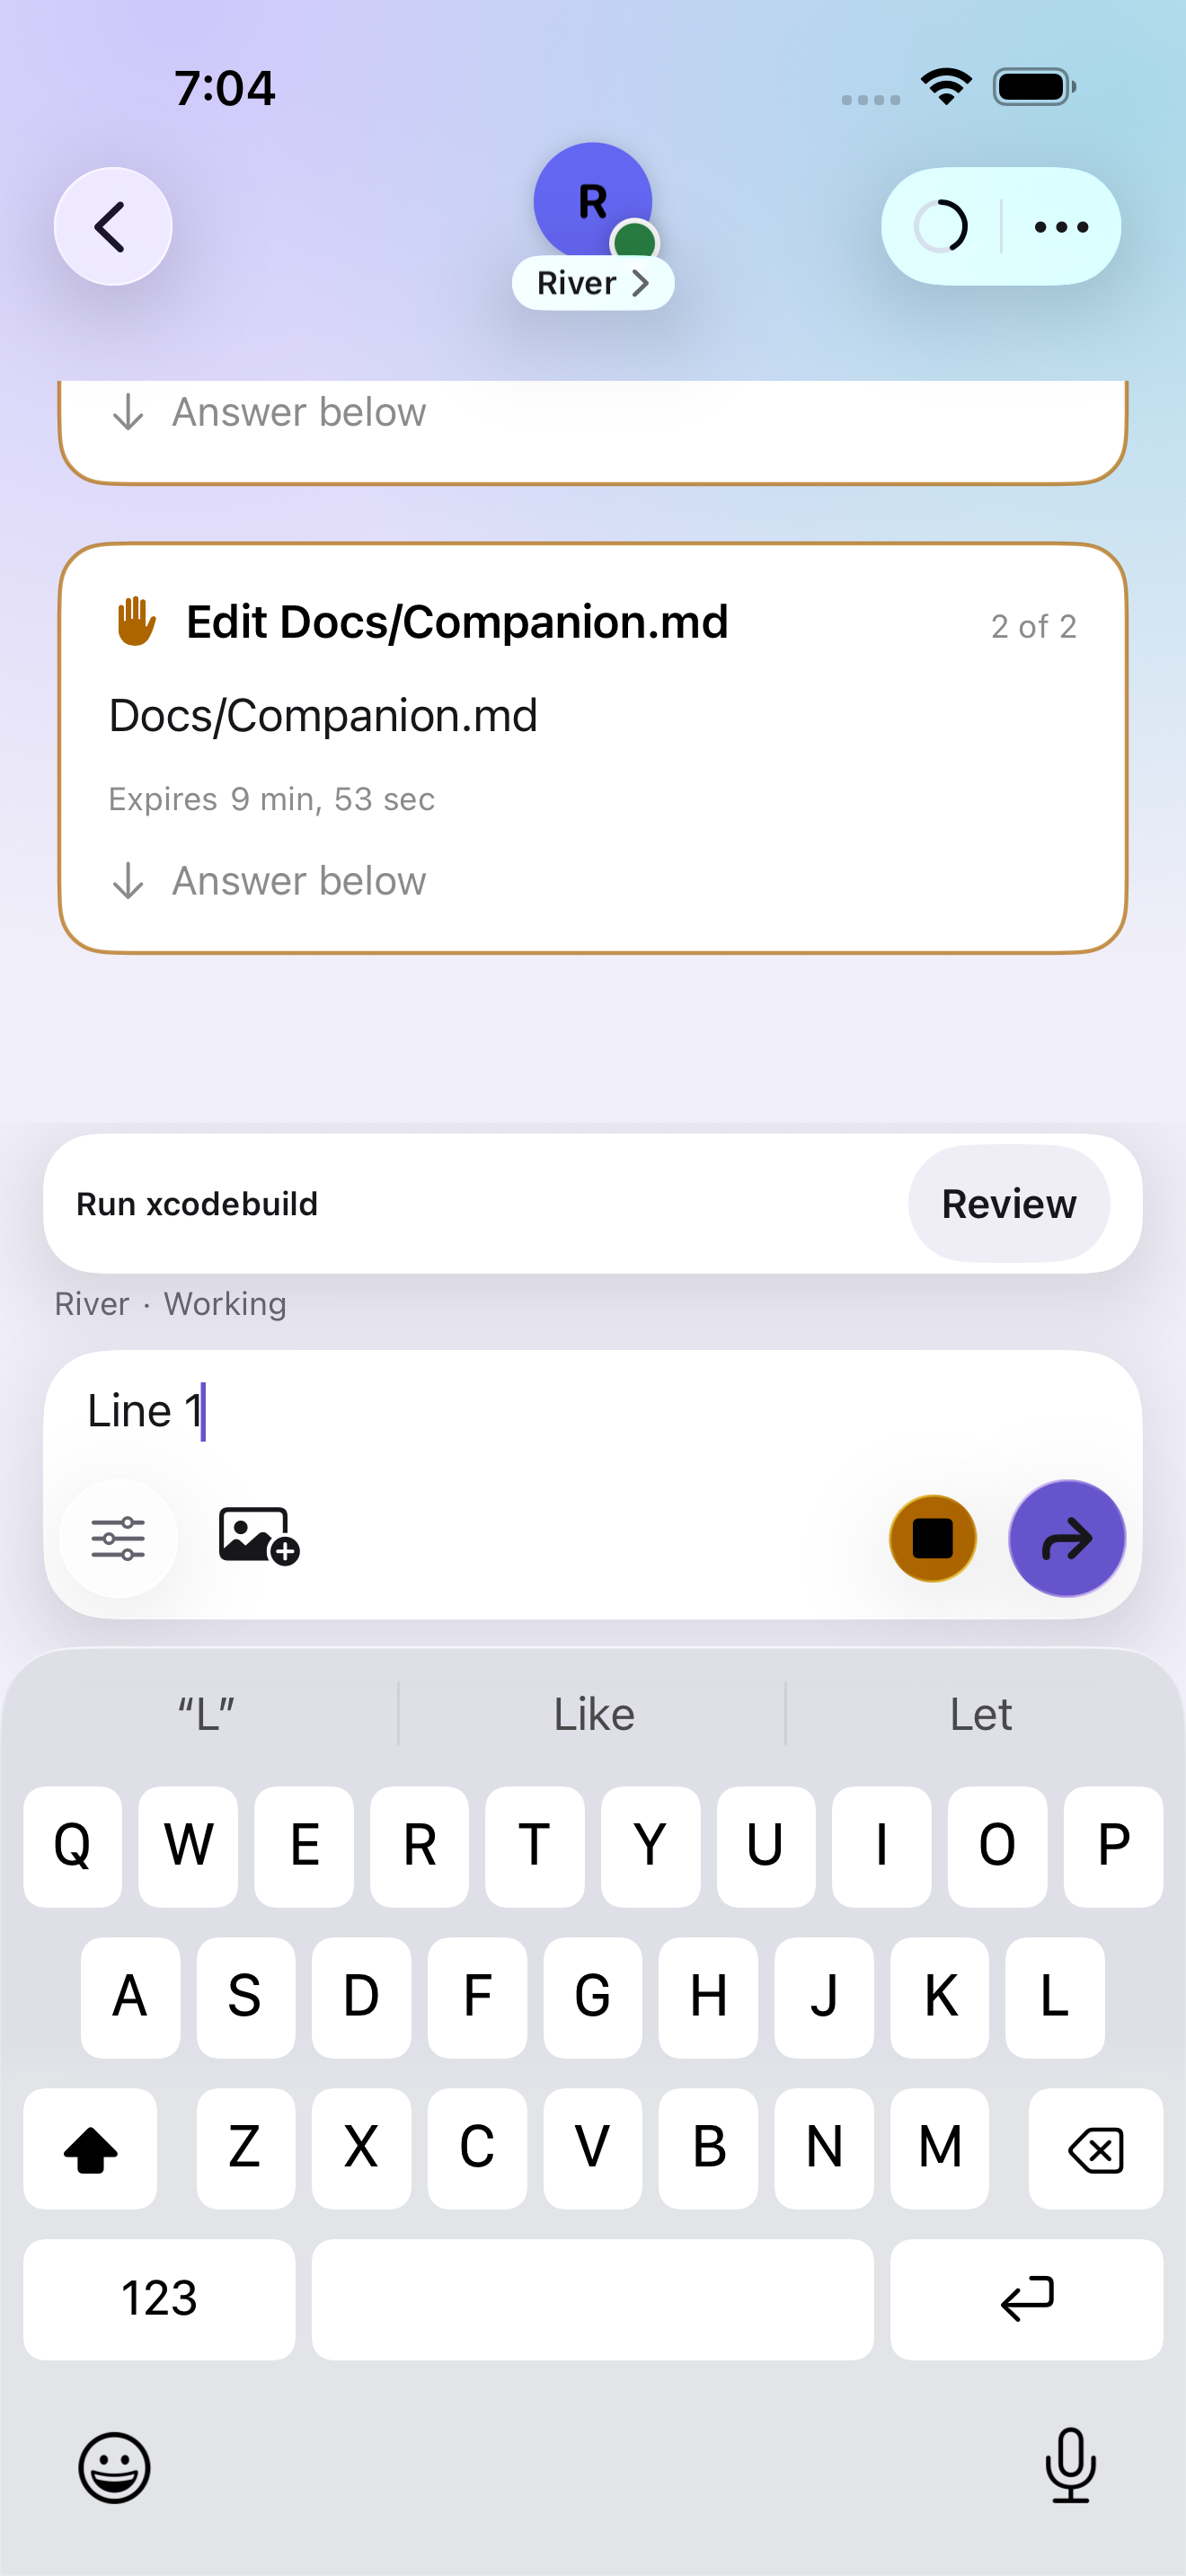 7:04
R
River
Answer below
Edit Docs/Companion.md
2 of 2
Docs/Companion.md
Expires 9 min, 53 sec
Answer below
Run xcodebuild
Review
River · Working
Line 1
“L” Like Let
Q W E R T Y U I O P
A S D F G H J K L
Z X C V B N M
123